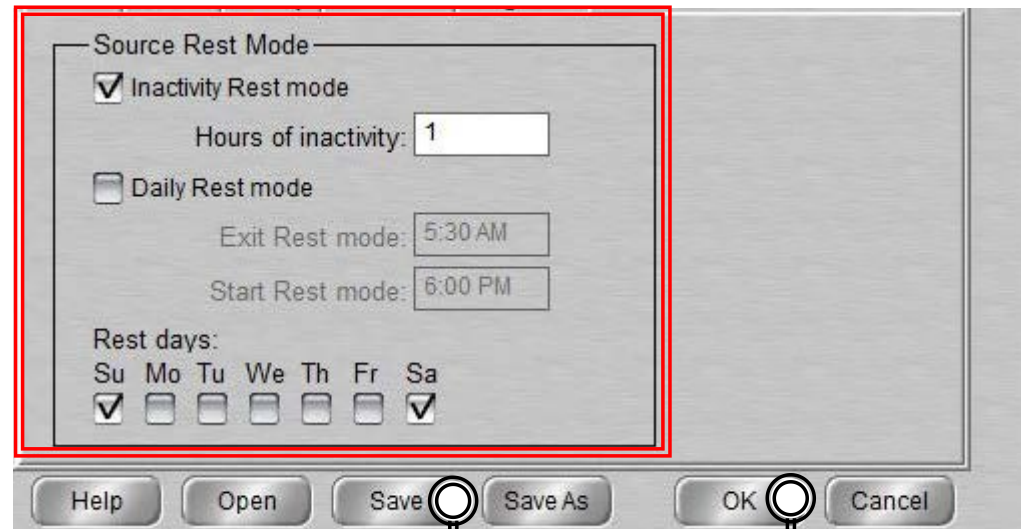 Source Rest Mode
Inactivity Rest mode
Hours of inactivity: 1
Daily Rest mode
Exit Rest mode: 5:30 AM
Start Rest mode: 6:00 PM
Rest days:
Su Mo Tu We Th Fr Sa
Help Open Save Save As OK Cancel